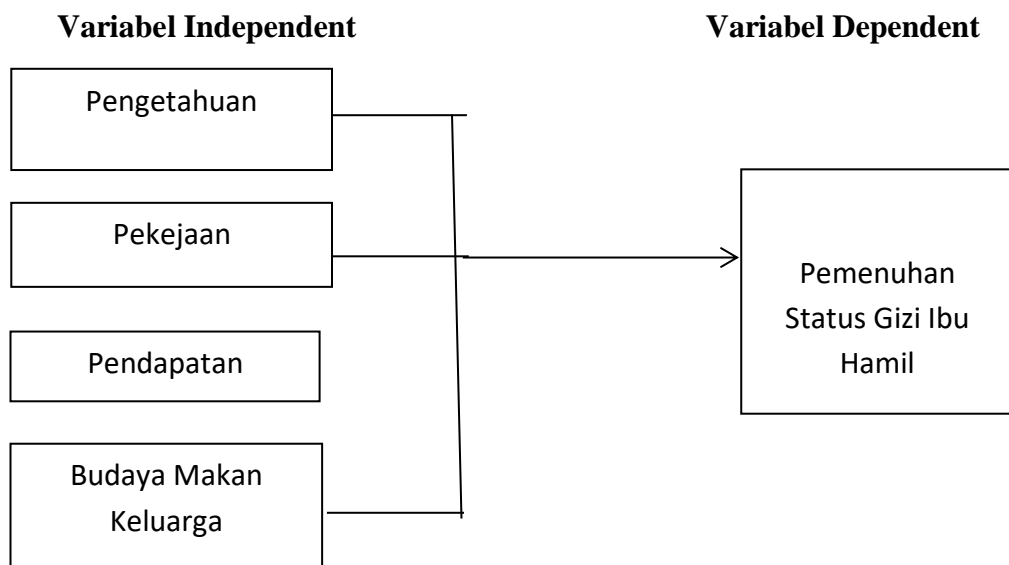 Variabel Independent
Variabel Dependent
Pengetahuan
Pekejaan
Pendapatan
Budaya Makan
Keluarga
Pemenuhan
Status Gizi Ibu
Hamil